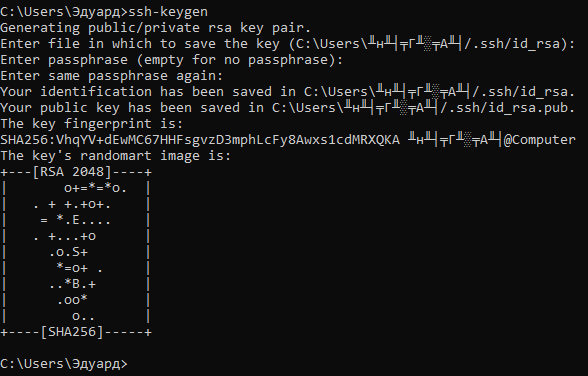 C:\Users\Эдуард>ssh-keygen
Generating public/private rsa key pair.
Enter file in which to save the key (C:\Users\╨н╨┤╤Г╨░╤А╨┤/.ssh/id_rsa):
Enter passphrase (empty for no passphrase):
Enter same passphrase again:
Your identification has been saved in C:\Users\╨н╨┤╤Г╨░╤А╨┤/.ssh/id_rsa.
Your public key has been saved in C:\Users\╨н╨┤╤Г╨░╤А╨┤/.ssh/id_rsa.pub.
The key fingerprint is:
SHA256:VhqYV+dEwMC67HHFsgvzD3mphLcFy8Awxs1cdMRXQKA ╨н╨┤╤Г╨░╤А╨┤@Computer
The key's randomart image is:
+---[RSA 2048]----+
|       o+=*=*o.  |
|   . + +.+o+.    |
|    = *.E....    |
|   . +...+o      |
|     .o.S+       |
|      *=o+ .     |
|     ..*B.+      |
|      .oo*       |
|        o..      |
+----[SHA256]-----+
C:\Users\Эдуард>